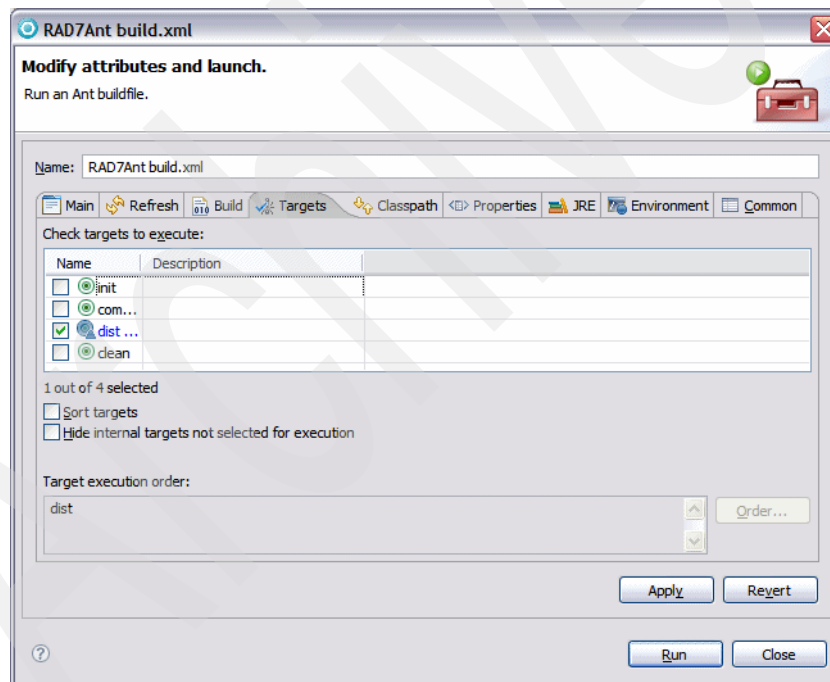 RAD7Ant build.xml
Modify attributes and launch.
Run an Ant buildfile.
Name: RAD7Ant build.xml
Main Refresh Build Targets Classpath <> Properties JRE Environment Common
Check targets to execute:
Name Description
init
com...
dist ...
clean
1 out of 4 selected
Sort targets
Hide internal targets not selected for execution
Target execution order:
dist
Order...
Apply Revert
Run Close